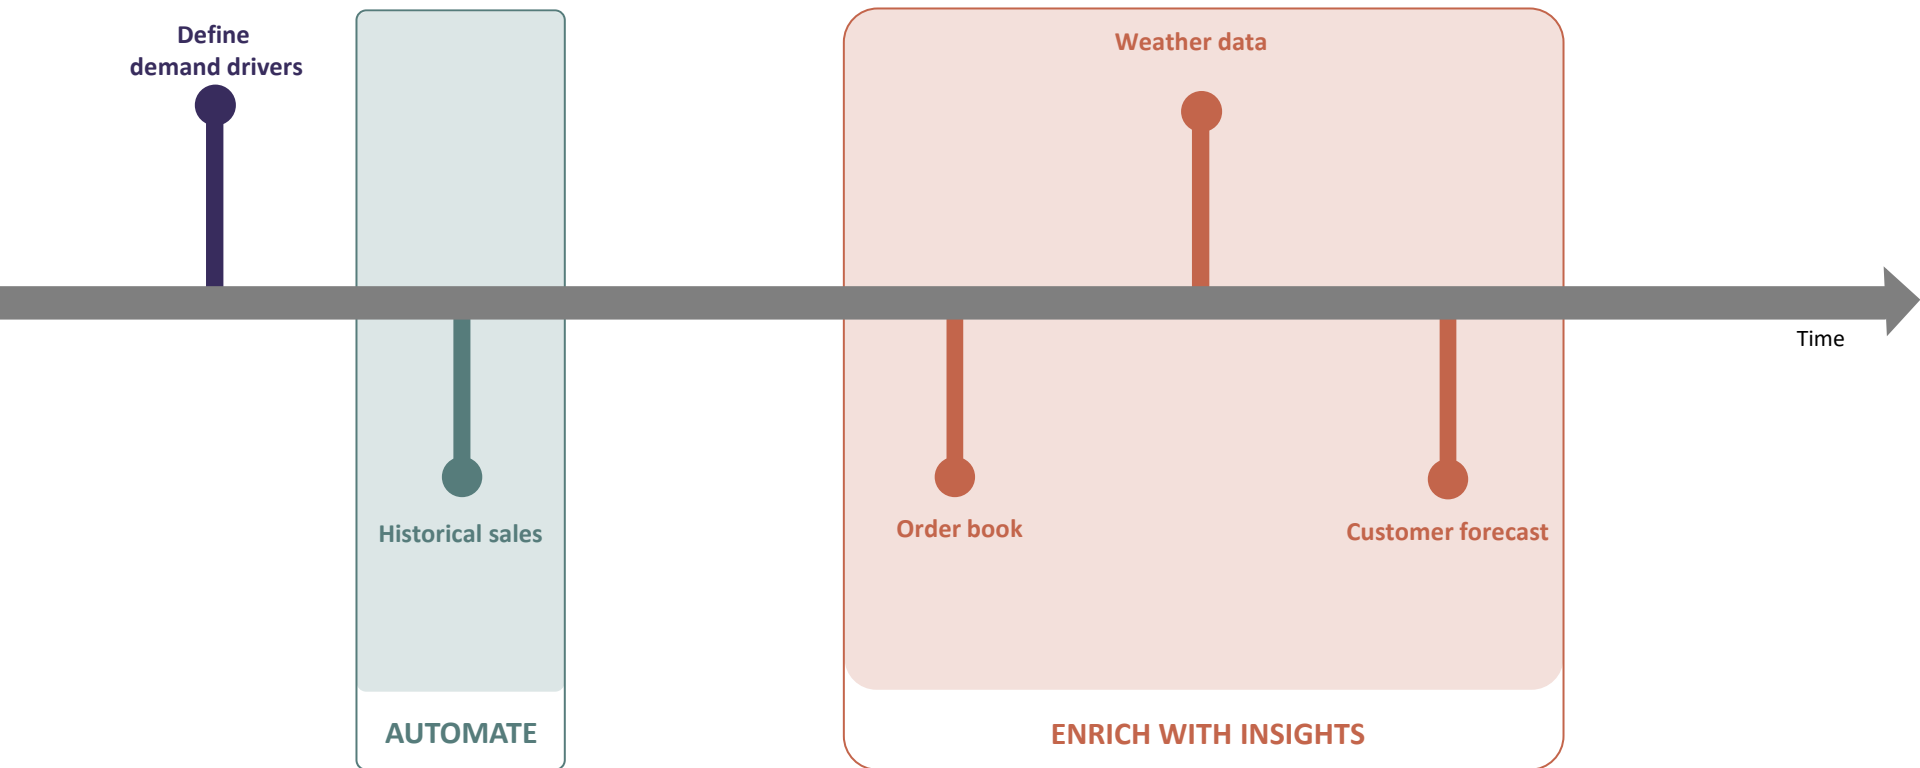 Define
demand drivers
Weather data
Time
Historical sales
Order book
Customer forecast
AUTOMATE
ENRICH WITH INSIGHTS